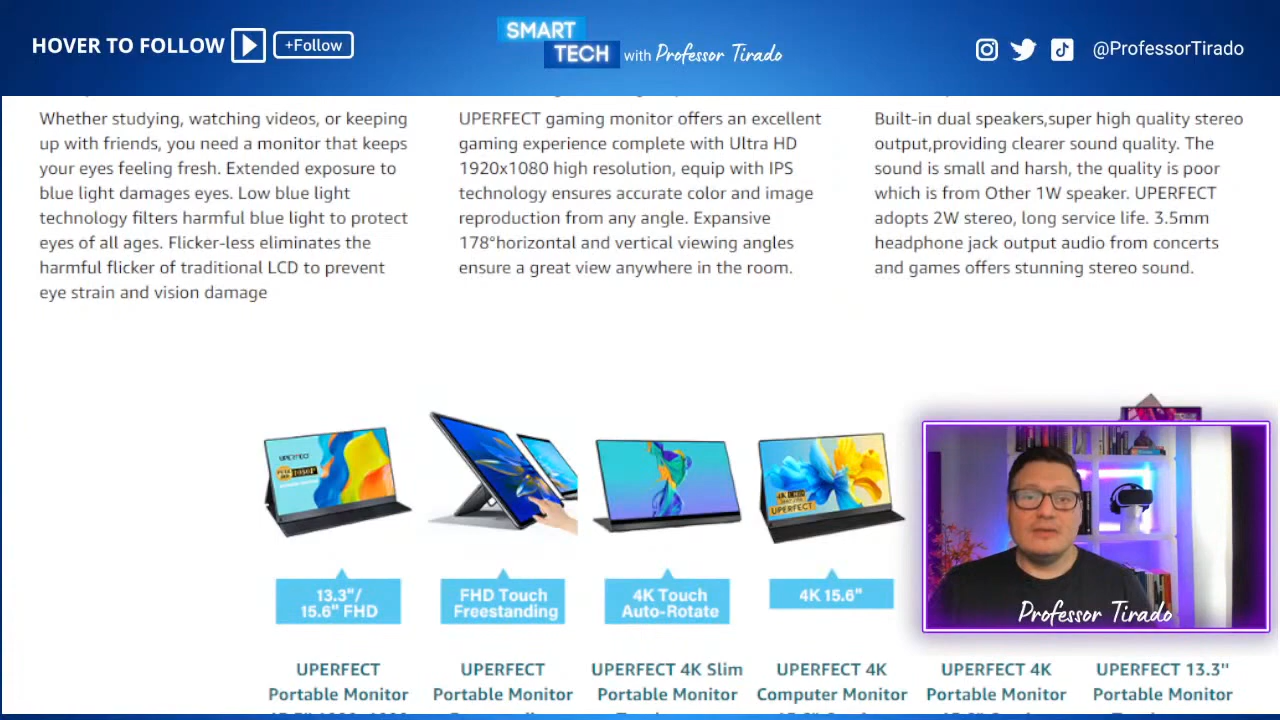 HOVER TO FOLLOW
+Follow
SMART
TECH
with Professor Tirado
@ProfessorTirado
Whether studying, watching videos, or keeping
up with friends, you need a monitor that keeps
your eyes feeling fresh. Extended exposure to
blue light damages eyes. Low blue light
technology filters harmful blue light to protect
eyes of all ages. Flicker-less eliminates the
harmful flicker of traditional LCD to prevent
eye strain and vision damage
UPERFECT gaming monitor offers an excellent
gaming experience complete with Ultra HD
1920x1080 high resolution, equip with IPS
technology ensures accurate color and image
reproduction from any angle. Expansive
178°horizontal and vertical viewing angles
ensure a great view anywhere in the room.
Built-in dual speakers,super high quality stereo
output,providing clearer sound quality. The
sound is small and harsh, the quality is poor
which is from Other 1W speaker. UPERFECT
adopts 2W stereo, long service life. 3.5mm
headphone jack output audio from concerts
and games offers stunning stereo sound.
UPERFECT
1080P
4K
UPERFECT
13.3"/
15.6" FHD
FHD Touch
Freestanding
4K Touch
Auto-Rotate
4K 15.6"
Professor Tirado
UPERFECT
Portable Monitor
UPERFECT
Portable Monitor
UPERFECT 4K Slim
Portable Monitor
UPERFECT 4K
Computer Monitor
UPERFECT 4K
Portable Monitor
UPERFECT 13.3''
Portable Monitor